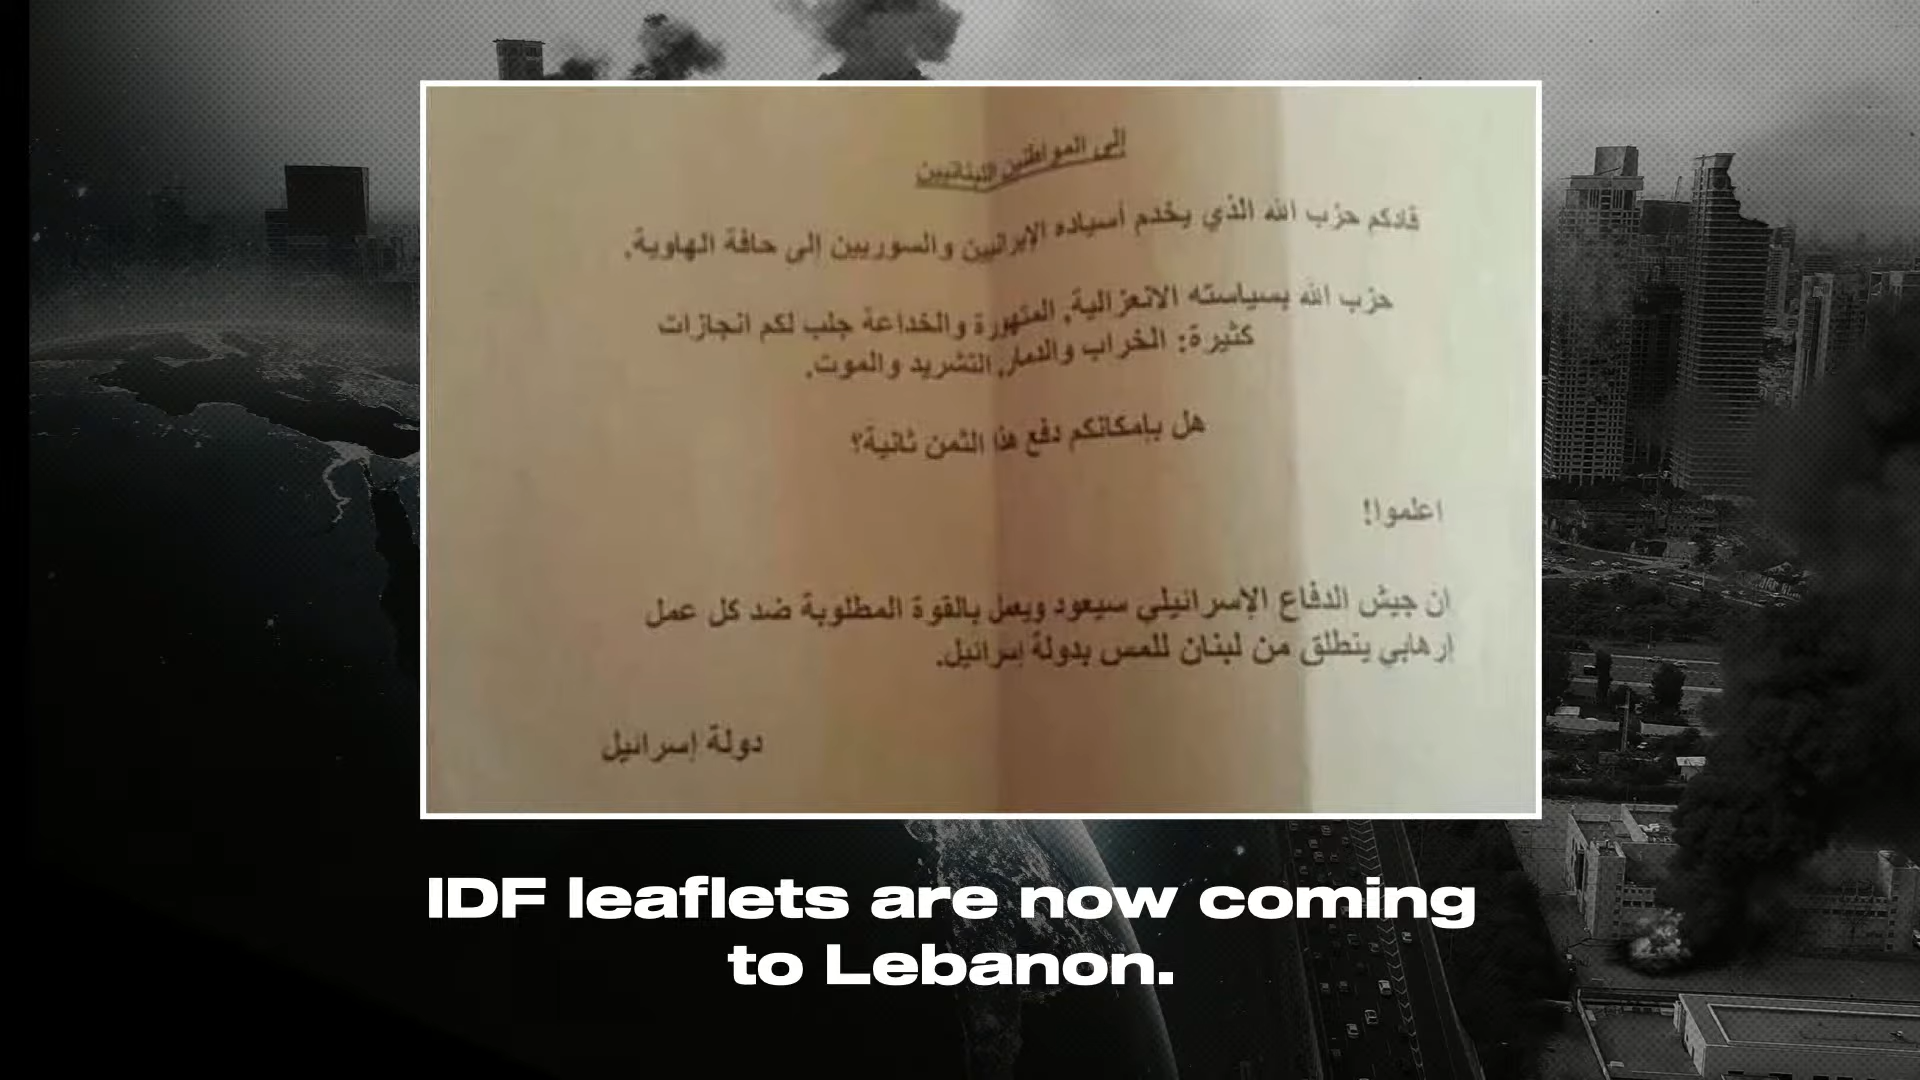 إلى المواطنين اللبنانيين
قادكم حزب الله الذي يخدم أسياده الإيرانيين والسوريين إلى حافة الهاوية.
حزب الله بسياسته الانعزالية, المتهورة والخداعة جلب لكم انجازات
كثيرة: الخراب والدمار, التشريد والموت.
هل بإمكانكم دفع هذا الثمن ثانية؟
اعلموا!
ان جيش الدفاع الإسرائيلي سيعود ويعمل بالقوة المطلوبة ضد كل عمل
إرهابي ينطلق من لبنان للمس بدولة إسرائيل.
دولة إسرائيل
IDF leaflets are now coming
to Lebanon.